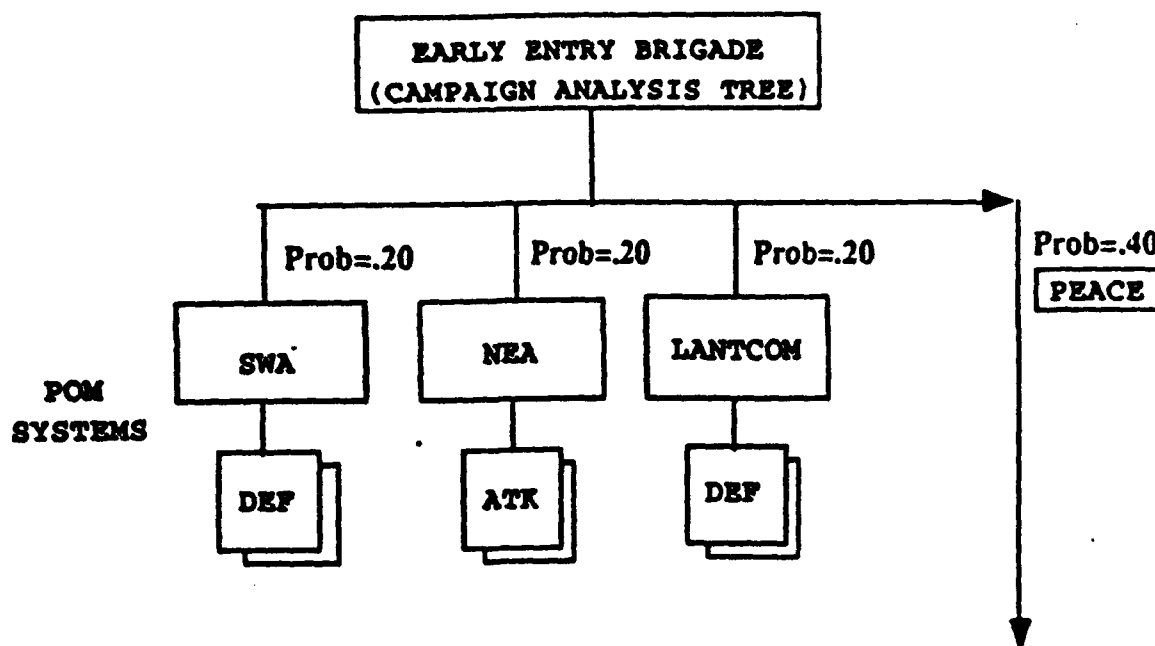 EARLY ENTRY BRIGADE
(CAMPAIGN ANALYSIS TREE)
Prob=.20
Prob=.20
Prob=.20
Prob=.40
PEACE
SWA
NEA
LANTCOM
POM
SYSTEMS
DEF
ATK
DEF